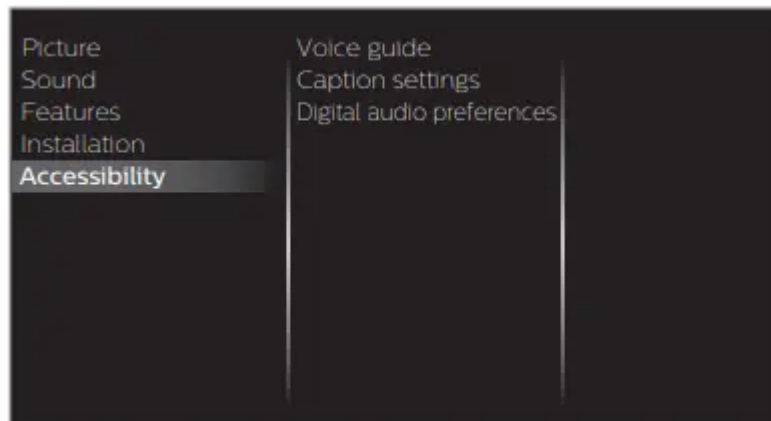 Picture
Sound
Features
Installation
Accessibility
Voice guide
Caption settings
Digital audio preferences